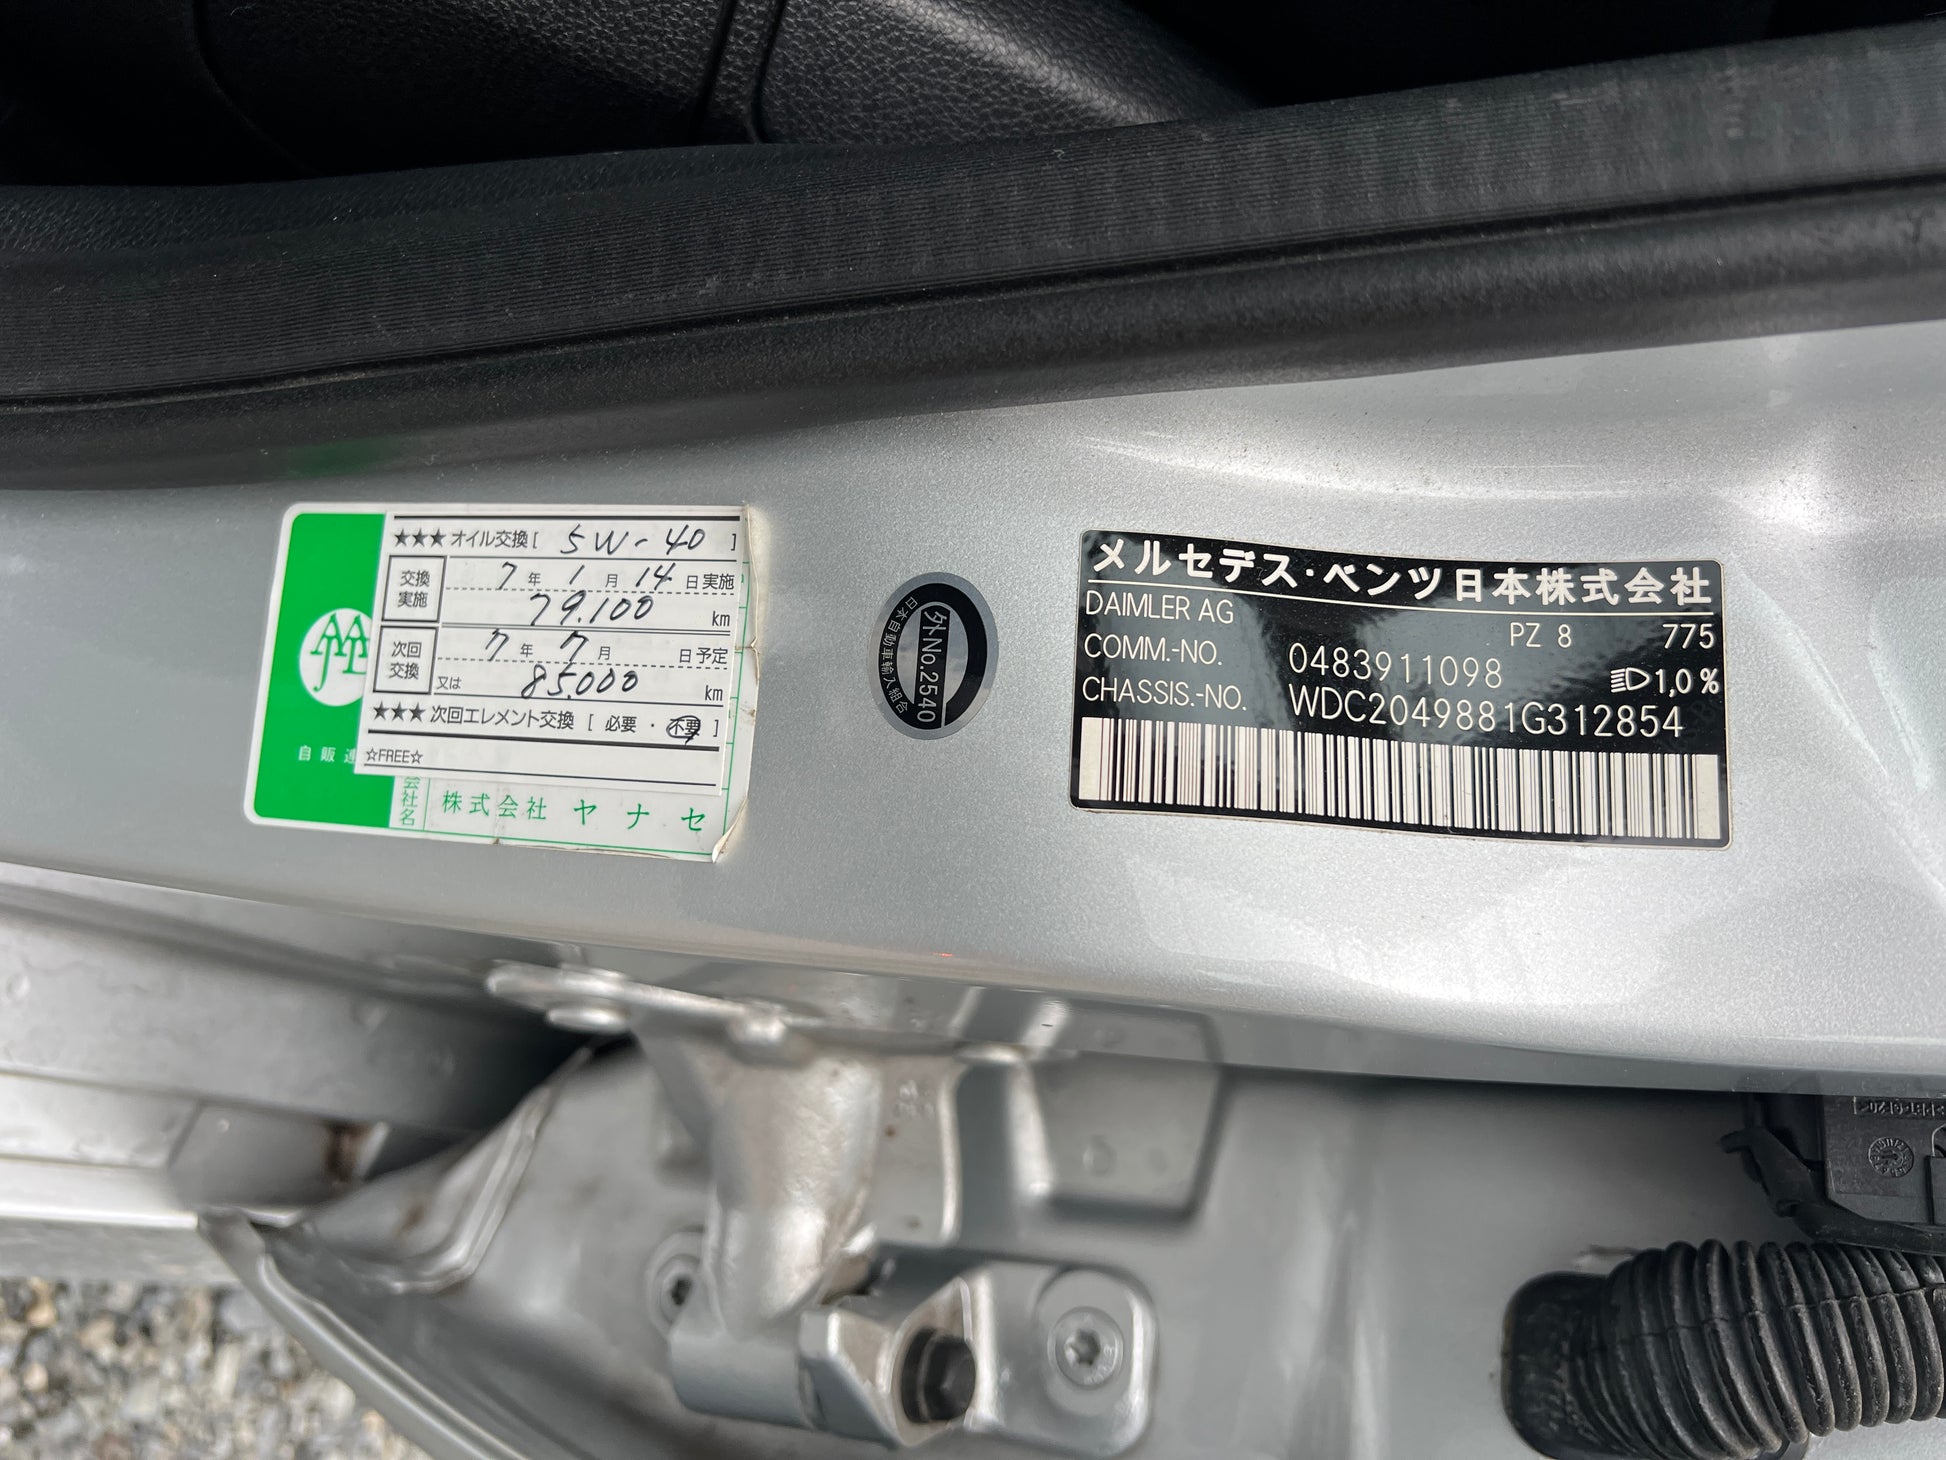 ★★★オイル交換[ 5W-40 ]
交換実施 7年 1月 14日実施
79.100 km
次回交換 7年 7月 日予定
又は 85.000 km
★★★次回エレメント交換 [ 必要 ・ 不要 ]
☆FREE☆
自販連
会社名 株式会社 ヤナセ
外No.2540
日本自動車輸入組合
メルセデス・ベンツ日本株式会社
DAIMLER AG PZ 8 775
COMM.-NO. 0483911098 1,0 %
CHASSIS.-NO. WDC2049881G312854